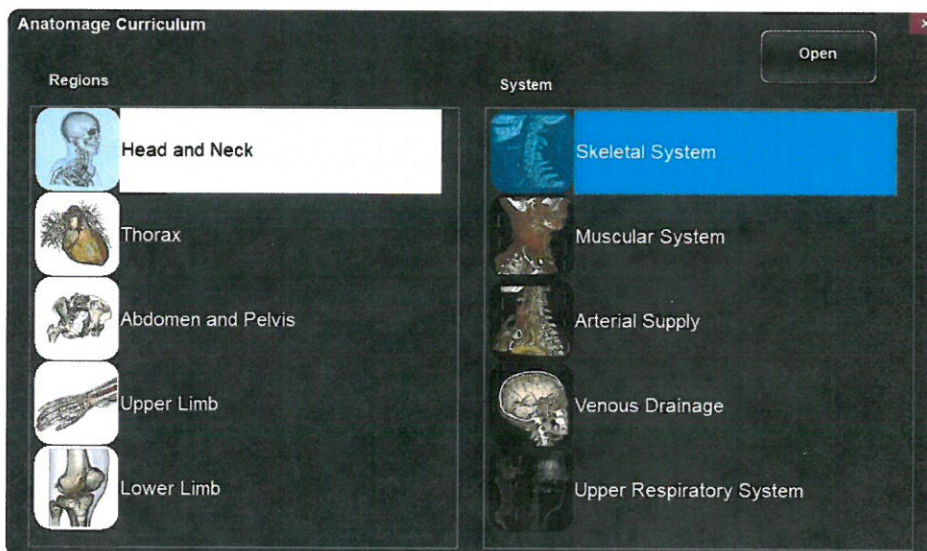 Anatomage Curriculum
Open
Regions
System
Head and Neck
Skeletal System
Thorax
Muscular System
Abdomen and Pelvis
Arterial Supply
Upper Limb
Venous Drainage
Lower Limb
Upper Respiratory System